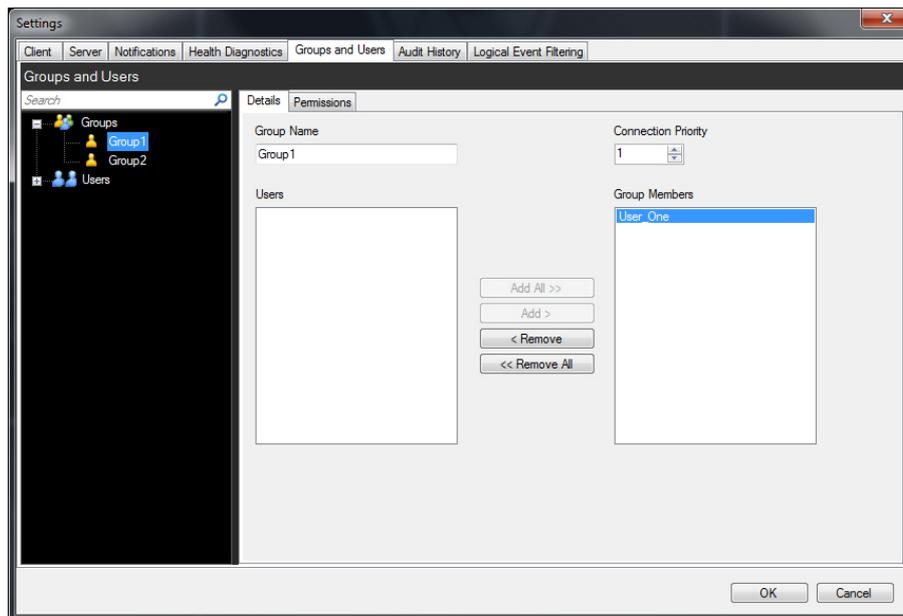 Settings
Client Server Notifications Health Diagnostics Groups and Users Audit History Logical Event Filtering
Groups and Users
Search
Groups
Group1
Group2
Users
Details Permissions
Group Name Connection Priority
Group1 1
Users Group Members
User_One
Add All >>
Add >
< Remove
<< Remove All
OK Cancel